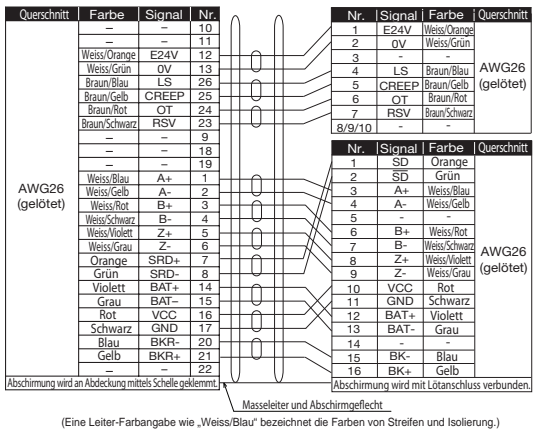 Querschnitt Farbe Signal Nr.
– – 10
– – 11
Weiss/Orange E24V 12
Weiss/Grün 0V 13
Braun/Blau LS 26
Braun/Gelb CREEP 25
Braun/Rot OT 24
Braun/Schwarz RSV 23
– – 9
– – 18
– – 19
Weiss/Blau A+ 1
Weiss/Gelb A- 2
Weiss/Rot B+ 3
Weiss/Schwarz B- 4
Weiss/Violett Z+ 5
Weiss/Grau Z- 6
Orange SRD+ 7
Grün SRD- 8
Violett BAT+ 14
Grau BAT– 15
Rot VCC 16
Schwarz GND 17
Blau BKR- 20
Gelb BKR+ 21
– – 22
AWG26
(gelötet)
Abschirmung wird an Abdeckung mittels Schelle geklemmt.
Nr. Signal Farbe Querschnitt
1 E24V Weiss/Orange
2 0V Weiss/Grün
3 - -
4 LS Braun/Blau
5 CREEP Braun/Gelb
6 OT Braun/Rot
7 RSV Braun/Schwarz
8/9/10 - -
AWG26
(gelötet)
Nr. Signal Farbe Querschnitt
1 SD Orange
2 S̅D̅ Grün
3 A+ Weiss/Blau
4 A- Weiss/Gelb
5 - -
6 B+ Weiss/Rot
7 B- Weiss/Schwarz
8 Z+ Weiss/Violett
9 Z- Weiss/Grau
10 VCC Rot
11 GND Schwarz
12 BAT+ Violett
13 BAT- Grau
14 - -
15 BK- Blau
16 BK+ Gelb
AWG26
(gelötet)
Abschirmung wird mit Lötanschluss verbunden.
Masseleiter und Abschirmgeflecht
(Eine Leiter-Farbangabe wie „Weiss/Blau" bezeichnet die Farben von Streifen und Isolierung.)